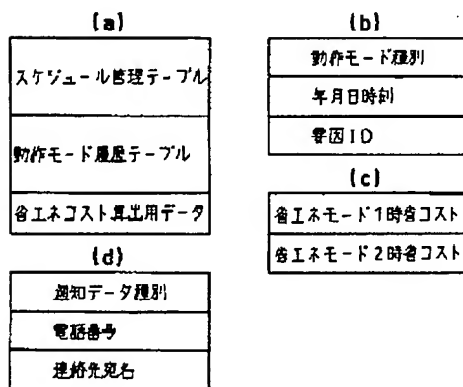 (a)
スケジュール管理テーブル
動作モード履歴テーブル
省エネコスト算出用データ
(b)
動作モード種別
年月日時刻
要因ID
(c)
省エネモード1時省コスト
省エネモード2時省コスト
(d)
通知データ種別
電話番号
連絡先宛名